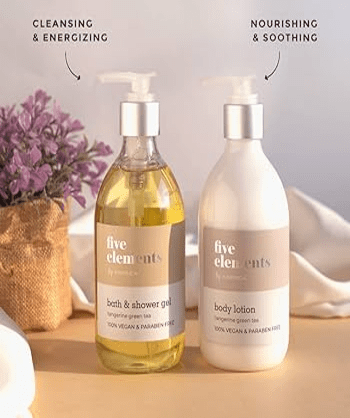 CLEANSING
& ENERGIZING
NOURISHING
& SOOTHING
five
elements
bath & shower gel
tangerine green tea
100% VEGAN & PARABEN FREE
five
elements
body lotion
tangerine green tea
100% VEGAN & PARABEN FREE